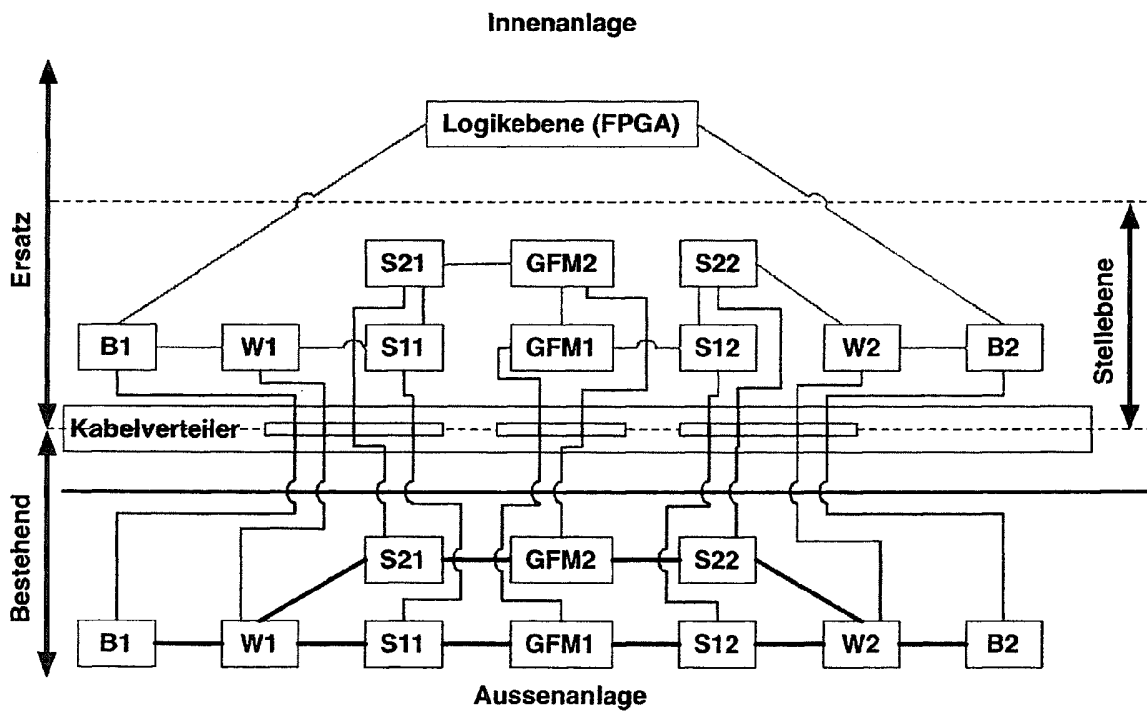 Innenanlage
Logikebene (FPGA)
Ersatz
Stellebene
S21 GFM2 S22
B1 W1 S11 GFM1 S12 W2 B2
Kabelverteiler
Bestehend
S21 GFM2 S22
B1 W1 S11 GFM1 S12 W2 B2
Aussenanlage